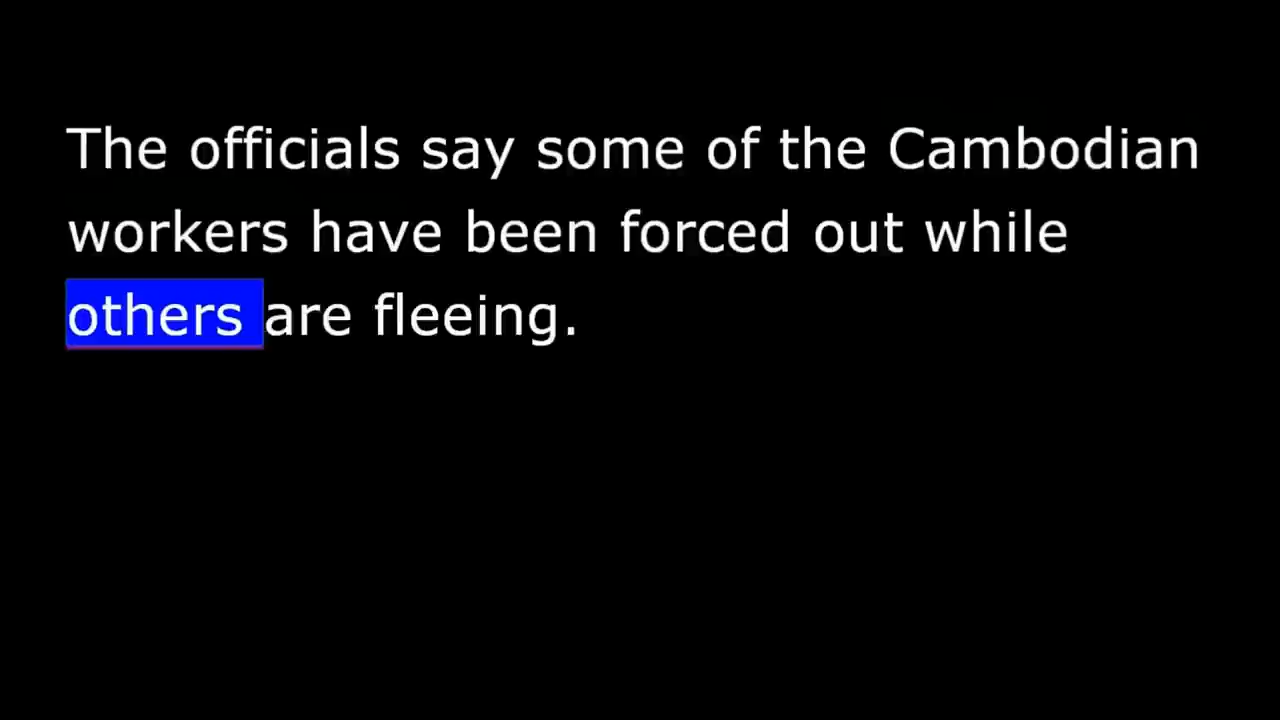 The officials say some of the Cambodian
workers have been forced out while
others are fleeing.